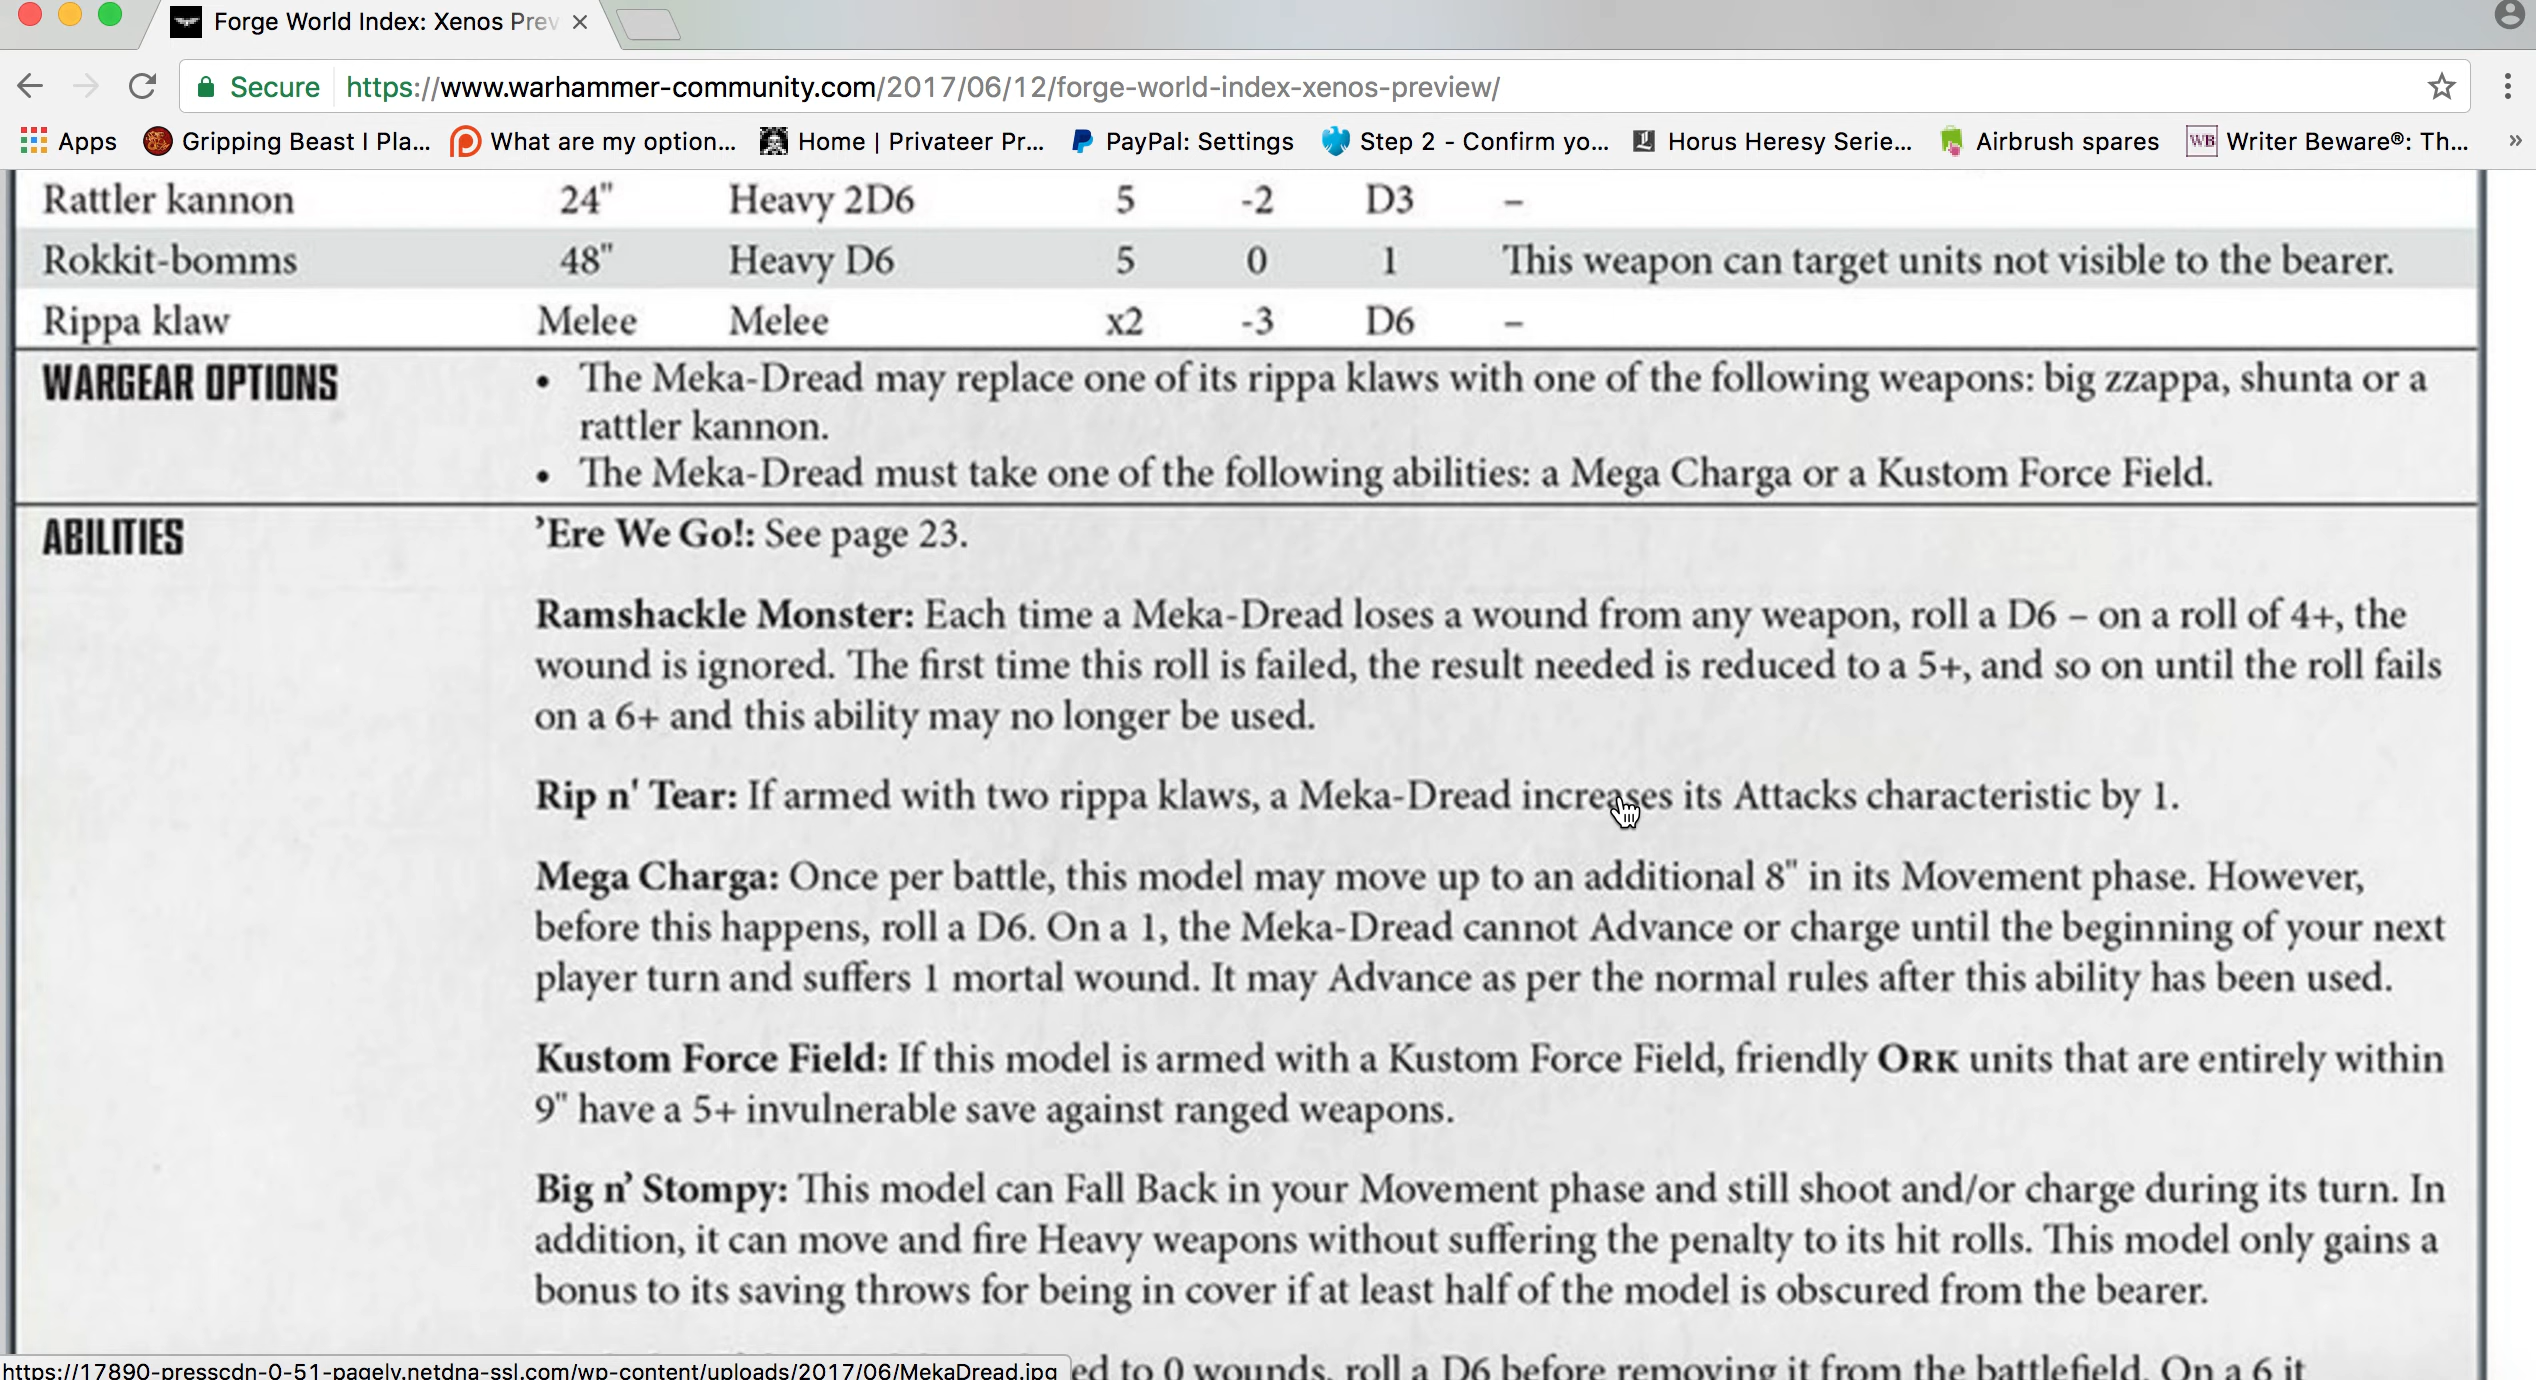 Forge World Index: Xenos Prev
Secure https://www.warhammer-community.com/2017/06/12/forge-world-index-xenos-preview/
Apps Gripping Beast I Pla... What are my option... Home | Privateer Pr... PayPal: Settings Step 2 - Confirm yo... Horus Heresy Serie... Airbrush spares WB Writer Beware®: Th... »
Rattler kannon 24" Heavy 2D6 5 -2 D3 –
Rokkit-bomms 48" Heavy D6 5 0 1 This weapon can target units not visible to the bearer.
Rippa klaw Melee Melee x2 -3 D6 –
WARGEAR OPTIONS • The Meka-Dread may replace one of its rippa klaws with one of the following weapons: big zzappa, shunta or a
rattler kannon.
• The Meka-Dread must take one of the following abilities: a Mega Charga or a Kustom Force Field.
ABILITIES ’Ere We Go!: See page 23.
Ramshackle Monster: Each time a Meka-Dread loses a wound from any weapon, roll a D6 – on a roll of 4+, the
wound is ignored. The first time this roll is failed, the result needed is reduced to a 5+, and so on until the roll fails
on a 6+ and this ability may no longer be used.
Rip n' Tear: If armed with two rippa klaws, a Meka-Dread increases its Attacks characteristic by 1.
Mega Charga: Once per battle, this model may move up to an additional 8" in its Movement phase. However,
before this happens, roll a D6. On a 1, the Meka-Dread cannot Advance or charge until the beginning of your next
player turn and suffers 1 mortal wound. It may Advance as per the normal rules after this ability has been used.
Kustom Force Field: If this model is armed with a Kustom Force Field, friendly ORK units that are entirely within
9" have a 5+ invulnerable save against ranged weapons.
Big n’ Stompy: This model can Fall Back in your Movement phase and still shoot and/or charge during its turn. In
addition, it can move and fire Heavy weapons without suffering the penalty to its hit rolls. This model only gains a
bonus to its saving throws for being in cover if at least half of the model is obscured from the bearer.
https://17890-presscdn-0-51-pagely.netdna-ssl.com/wp-content/uploads/2017/06/MekaDread.jpg ed to 0 wounds, roll a D6 before removing it from the battlefield. On a 6 it